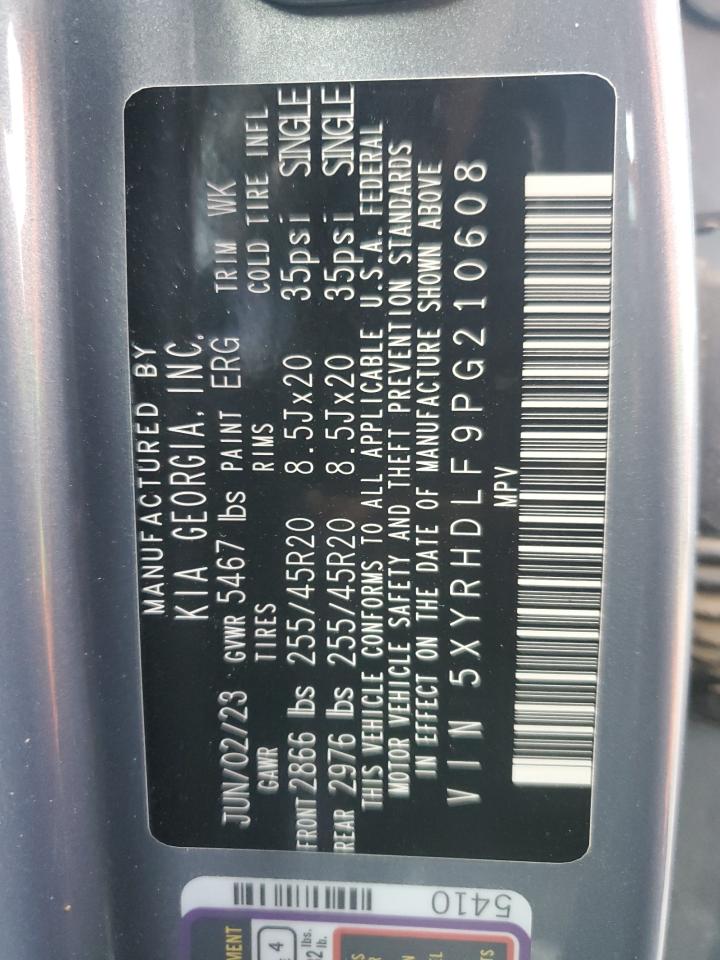 MANUFACTURED BY
KIA GEORGIA, INC.
JUN/02/23 GVWR 5467 lbs PAINT ERG TRIM WK
GAWR TIRES RIMS COLD TIRE INFL
FRONT 2866 lbs 255/45R20 8.5Jx20 35psi SINGLE
REAR 2976 lbs 255/45R20 8.5Jx20 35psi SINGLE
THIS VEHICLE CONFORMS TO ALL APPLICABLE U.S.A. FEDERAL
MOTOR VEHICLE SAFETY AND THEFT PREVENTION STANDARDS
IN EFFECT ON THE DATE OF MANUFACTURE SHOWN ABOVE
VIN 5XYRHDLF9PG210608
MPV
5410
4
lbs.
lb.